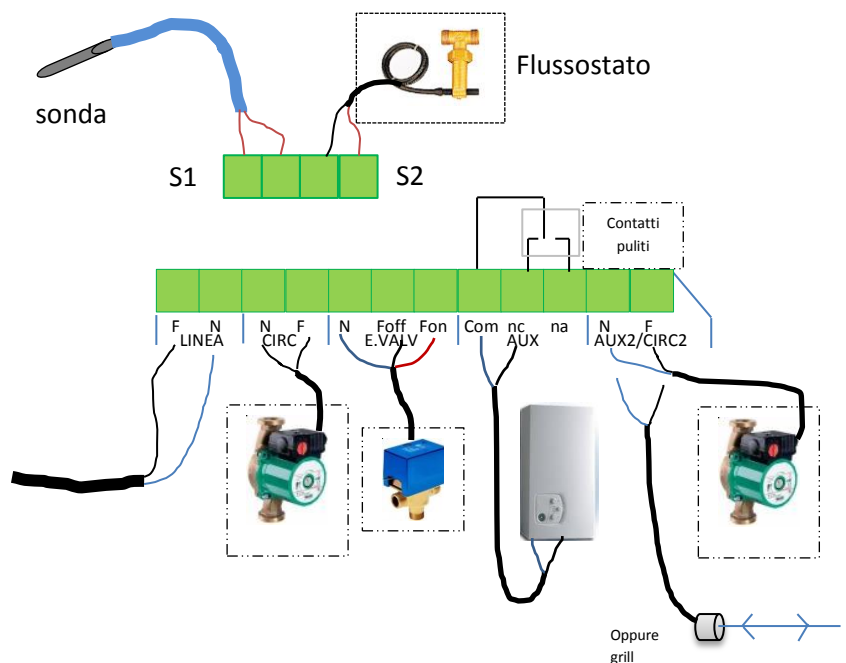 Flussostato
sonda
S1
S2
Contatti
puliti
F N N F N Foff Fon Com nc na N F
LINEA CIRC E.VALV AUX AUX2/CIRC2
Oppure
grill